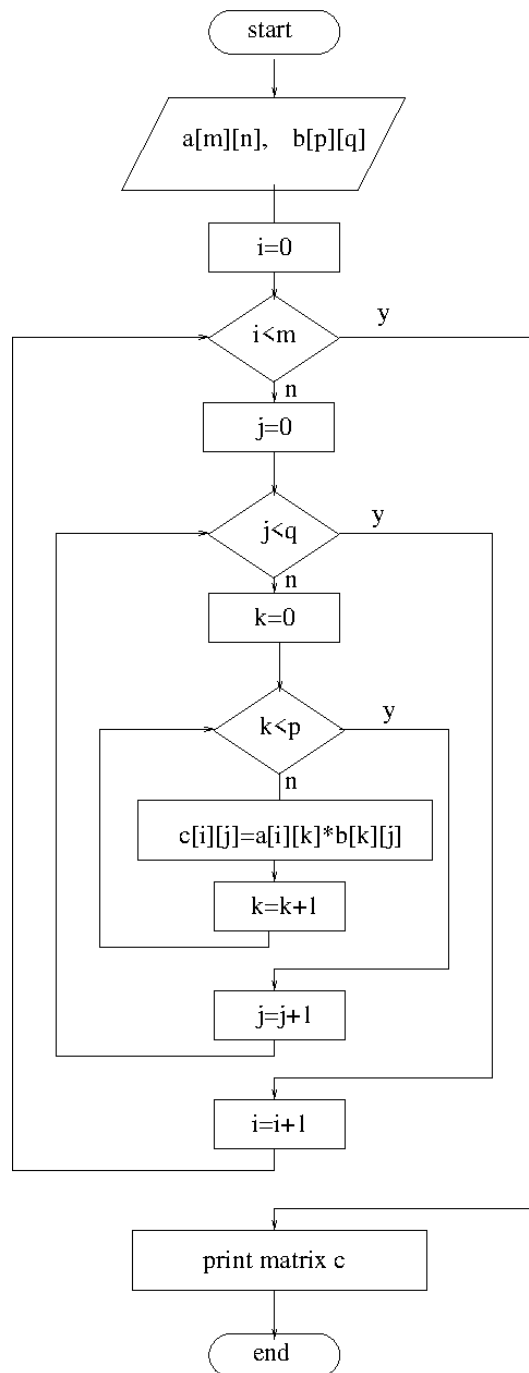 start
a[m][n], b[p][q]
i=0
i<m
y
n
j=0
j<q
y
n
k=0
k<p
y
n
c[i][j]=a[i][k]*b[k][j]
k=k+1
j=j+1
i=i+1
print matrix c
end